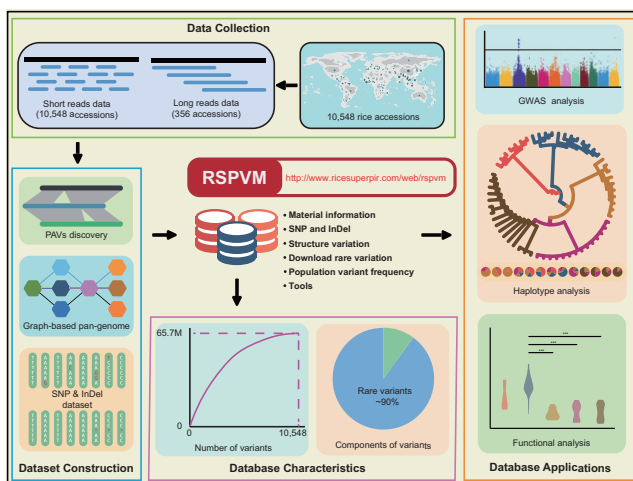 Data Collection
Short reads data
(10,548 accessions)
Long reads data
(356 accessions)
10,548 rice accessions
GWAS analysis
RSPVM
http://www.ricesuperpir.com/web/rspvm
PAVs discovery
• Material information
• SNP and InDel
• Structure variation
• Download rare variation
• Population variant frequency
• Tools
Haplotype analysis
Graph-based pan-genome
65.7M
0
0
10,548
Number of variants
Rare variants
~90%
Components of variants
SNP & InDel
dataset
Functional analysis
Dataset Construction
Database Characteristics
Database Applications